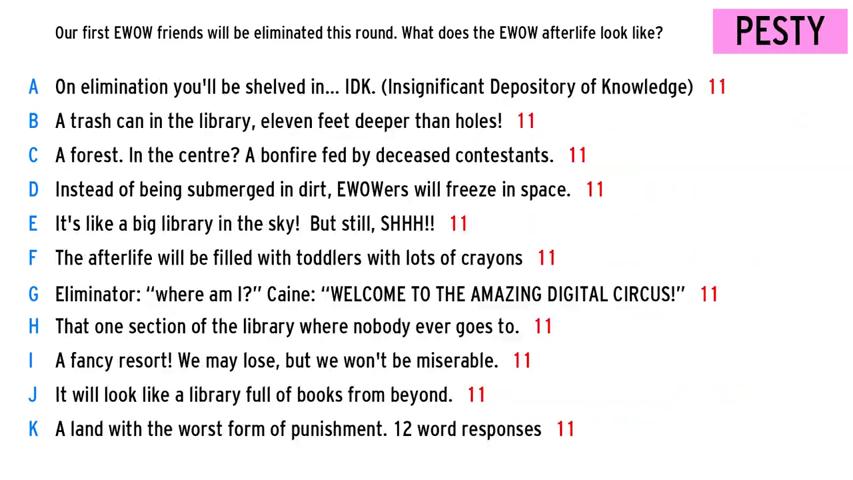 Our first EWOW friends will be eliminated this round. What does the EWOW afterlife look like?
PESTY
A On elimination you'll be shelved in... IDK. (Insignificant Depository of Knowledge) 11
B A trash can in the library, eleven feet deeper than holes! 11
C A forest. In the centre? A bonfire fed by deceased contestants. 11
D Instead of being submerged in dirt, EWOWers will freeze in space. 11
E It's like a big library in the sky! But still, SHHH!! 11
F The afterlife will be filled with toddlers with lots of crayons 11
G Eliminator: “where am I?” Caine: “WELCOME TO THE AMAZING DIGITAL CIRCUS!” 11
H That one section of the library where nobody ever goes to. 11
I A fancy resort! We may lose, but we won't be miserable. 11
J It will look like a library full of books from beyond. 11
K A land with the worst form of punishment. 12 word responses 11